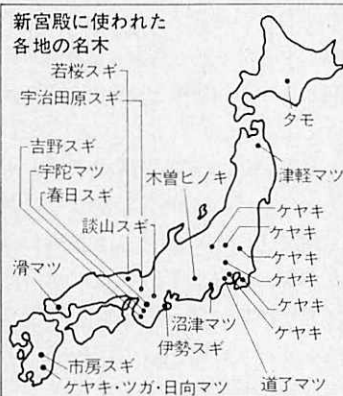 新宮殿に使われた
各地の名木
若桜スギ
宇治田原スギ
吉野スギ
宇陀マツ
春日スギ
談山スギ
滑マツ
木曽ヒノキ
タモ
津軽マツ
ケヤキ
ケヤキ
ケヤキ
ケヤキ
ケヤキ
ケヤキ
沼津マツ
伊勢スギ
道了マツ
市房スギ
ケヤキ・ツガ・日向マツ